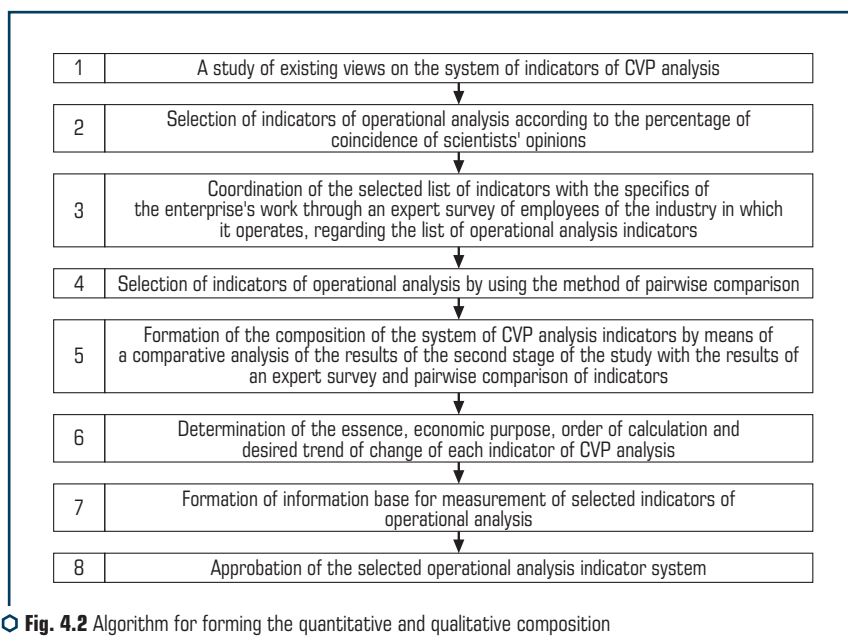 1 A study of existing views on the system of indicators of CVP analysis
2 Selection of indicators of operational analysis according to the percentage of
coincidence of scientists' opinions
3 Coordination of the selected list of indicators with the specifics of
the enterprise's work through an expert survey of employees of the industry in which
it operates, regarding the list of operational analysis indicators
4 Selection of indicators of operational analysis by using the method of pairwise comparison
5 Formation of the composition of the system of CVP analysis indicators by means of
a comparative analysis of the results of the second stage of the study with the results of
an expert survey and pairwise comparison of indicators
6 Determination of the essence, economic purpose, order of calculation and
desired trend of change of each indicator of CVP analysis
7 Formation of information base for measurement of selected indicators of
operational analysis
8 Approbation of the selected operational analysis indicator system
Fig. 4.2 Algorithm for forming the quantitative and qualitative composition